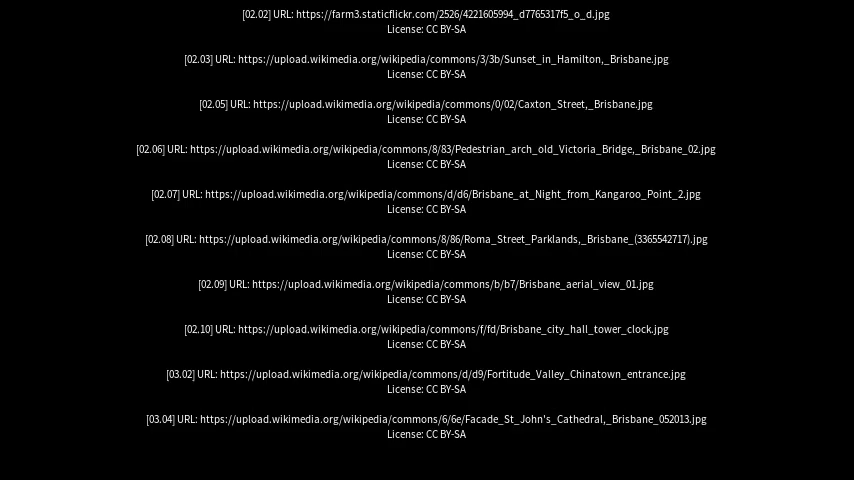 [02.02] URL: https://farm3.staticflickr.com/2526/4221605994_d7765317f5_o_d.jpg
License: CC BY-SA
[02.03] URL: https://upload.wikimedia.org/wikipedia/commons/3/3b/Sunset_in_Hamilton,_Brisbane.jpg
License: CC BY-SA
[02.05] URL: https://upload.wikimedia.org/wikipedia/commons/0/02/Caxton_Street,_Brisbane.jpg
License: CC BY-SA
[02.06] URL: https://upload.wikimedia.org/wikipedia/commons/8/83/Pedestrian_arch_old_Victoria_Bridge,_Brisbane_02.jpg
License: CC BY-SA
[02.07] URL: https://upload.wikimedia.org/wikipedia/commons/d/d6/Brisbane_at_Night_from_Kangaroo_Point_2.jpg
License: CC BY-SA
[02.08] URL: https://upload.wikimedia.org/wikipedia/commons/8/86/Roma_Street_Parklands,_Brisbane_(3365542717).jpg
License: CC BY-SA
[02.09] URL: https://upload.wikimedia.org/wikipedia/commons/b/b7/Brisbane_aerial_view_01.jpg
License: CC BY-SA
[02.10] URL: https://upload.wikimedia.org/wikipedia/commons/f/fd/Brisbane_city_hall_tower_clock.jpg
License: CC BY-SA
[03.02] URL: https://upload.wikimedia.org/wikipedia/commons/d/d9/Fortitude_Valley_Chinatown_entrance.jpg
License: CC BY-SA
[03.04] URL: https://upload.wikimedia.org/wikipedia/commons/6/6e/Facade_St_John's_Cathedral,_Brisbane_052013.jpg
License: CC BY-SA